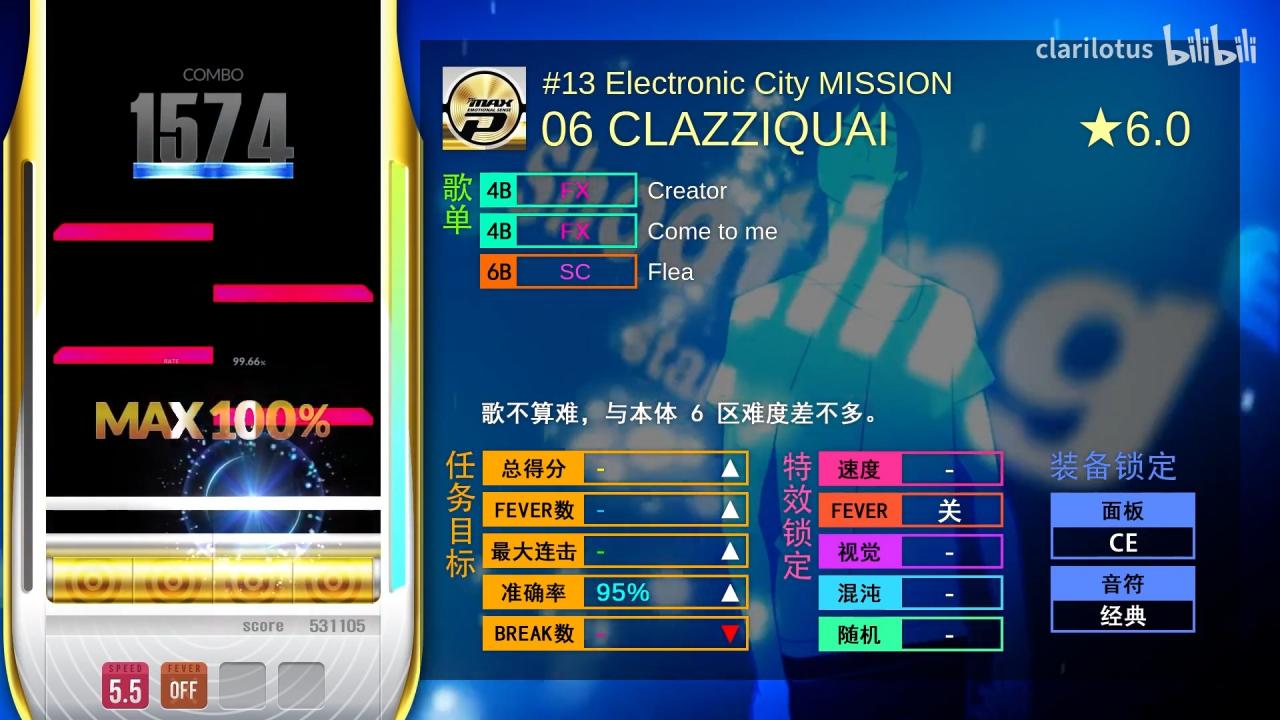 COMBO
1574
RATE 99.66%
MAX 100%
score 531105
SPEED
5.5
FEVER
OFF
clarilotus bilibili
MAX
EMOTIONAL SENSE
P
#13 Electronic City MISSION
06 CLAZZIQUAI
★6.0
歌单
4B FX Creator
4B FX Come to me
6B SC Flea
歌不算难，与本体 6 区难度差不多。
任务目标
总得分 - ▲
FEVER数 - ▲
最大连击 - ▲
准确率 95% ▲
BREAK数 - ▼
特效锁定
速度 -
FEVER 关
视觉 -
混沌 -
随机 -
装备锁定
面板
CE
音符
经典